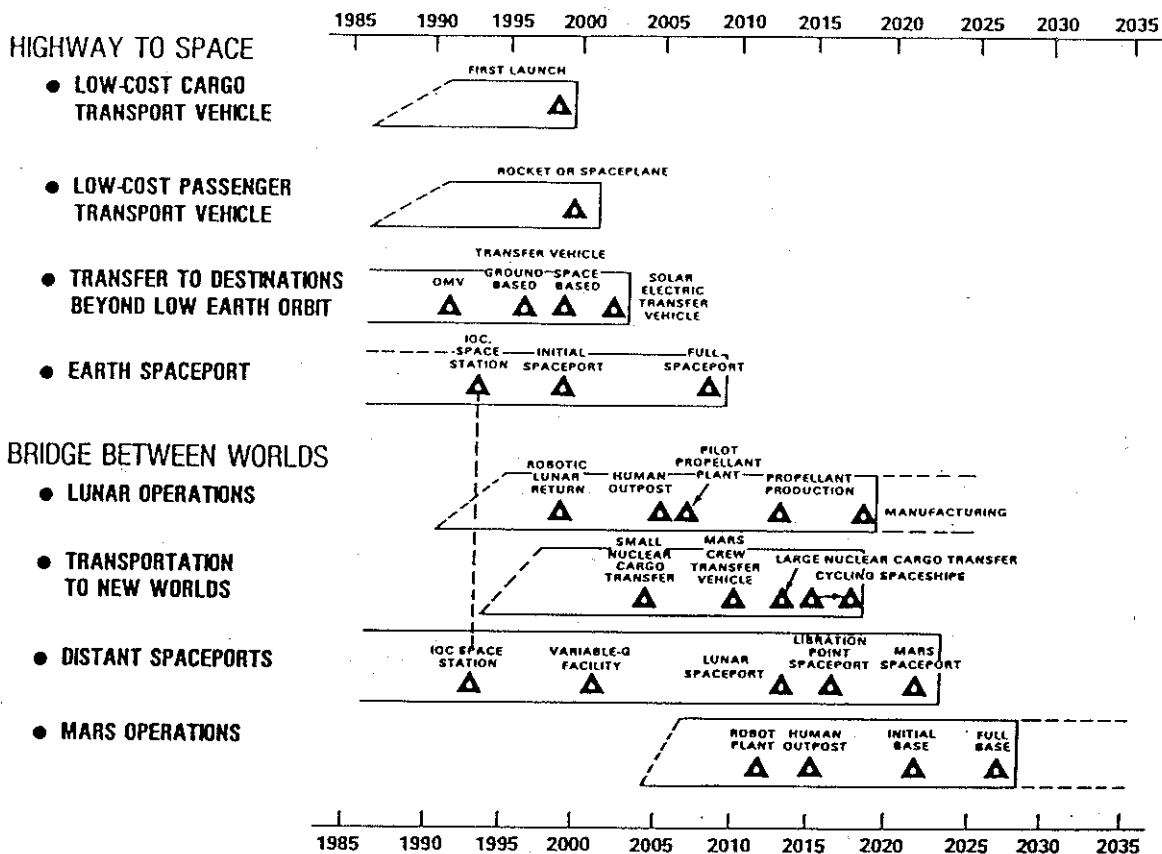 1985 1990 1995 2000 2005 2010 2015 2020 2025 2030 2035
HIGHWAY TO SPACE
FIRST LAUNCH
● LOW-COST CARGO
TRANSPORT VEHICLE
ROCKET OR SPACEPLANE
● LOW-COST PASSENGER
TRANSPORT VEHICLE
TRANSFER VEHICLE
● TRANSFER TO DESTINATIONS
BEYOND LOW EARTH ORBIT
OMV
GROUND
BASED
SPACE
BASED
SOLAR
ELECTRIC
TRANSFER
VEHICLE
● EARTH SPACEPORT
IOC.
SPACE
STATION
INITIAL
SPACEPORT
FULL
SPACEPORT
BRIDGE BETWEEN WORLDS
● LUNAR OPERATIONS
ROBOTIC
LUNAR
RETURN
HUMAN
OUTPOST
PILOT
PROPELLANT
PLANT
PROPELLANT
PRODUCTION
MANUFACTURING
● TRANSPORTATION
TO NEW WORLDS
SMALL
NUCLEAR
CARGO
TRANSFER
MARS
CREW
TRANSFER
VEHICLE
LARGE NUCLEAR CARGO TRANSFER
CYCLING SPACESHIPS
● DISTANT SPACEPORTS
IOC SPACE
STATION
VARIABLE-G
FACILITY
LUNAR
SPACEPORT
LIBRATION
POINT
SPACEPORT
MARS
SPACEPORT
● MARS OPERATIONS
ROBOT
PLANT
HUMAN
OUTPOST
INITIAL
BASE
FULL
BASE
1985 1990 1995 2000 2005 2010 2015 2020 2025 2030 2035